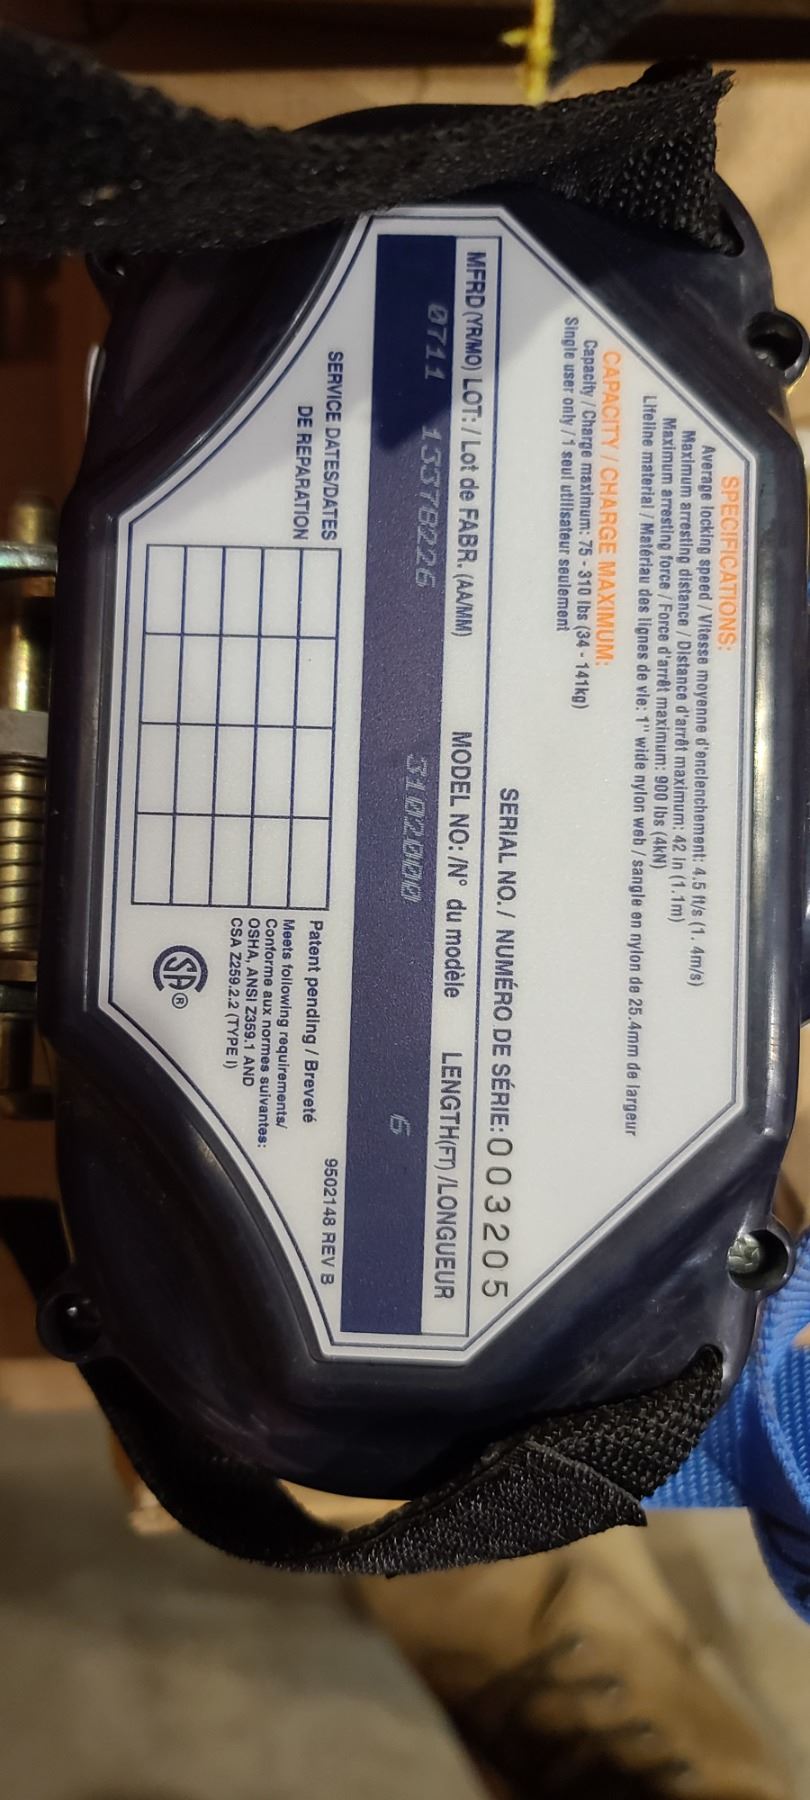 SPECIFICATIONS:
Average locking speed / Vitesse moyenne d'enclenchement: 4.5 ft/s (1. 4m/s)
Maximum arresting distance / Distance d'arrêt maximum: 42 in (1.1m)
Maximum arresting force / Force d'arrêt maximum: 900 lbs (4kN)
Lifeline material / Matériau des lignes de vie: 1" wide nylon web / sangle en nylon de 25.4mm de largeur
CAPACITY / CHARGE MAXIMUM:
Capacity / Charge maximum: 75 - 310 lbs (34 - 141kg)
Single user only / 1 seul utilisateur seulement
SERIAL NO. / NUMÉRO DE SÉRIE: 003205
MFRD (YR/MO) LOT: / Lot de FABR. (AA/MM) MODEL NO: /N° du modèle LENGTH(FT) /LONGUEUR
0711 13378226 3102000 6
SERVICE DATES/DATES
DE REPARATION
Patent pending / Breveté 9502148 REV B
Meets following requirements/
Conforme aux normes suivantes:
OSHA, ANSI Z359.1 AND
CSA Z259.2.2 (TYPE I)
SA ®